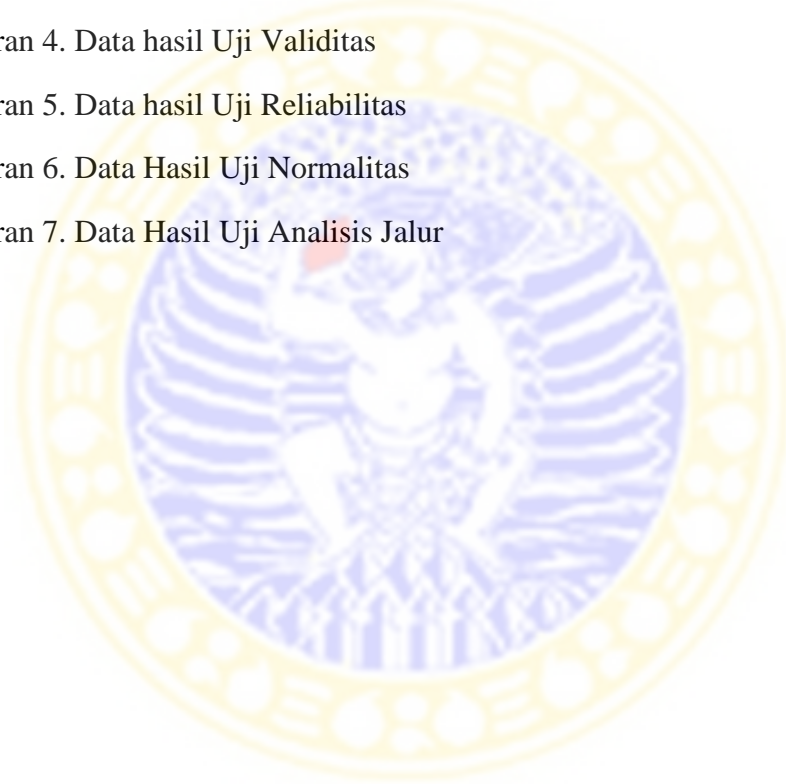 ran 4. Data hasil Uji Validitas
ran 5. Data hasil Uji Reliabilitas
ran 6. Data Hasil Uji Normalitas
ran 7. Data Hasil Uji Analisis Jalur